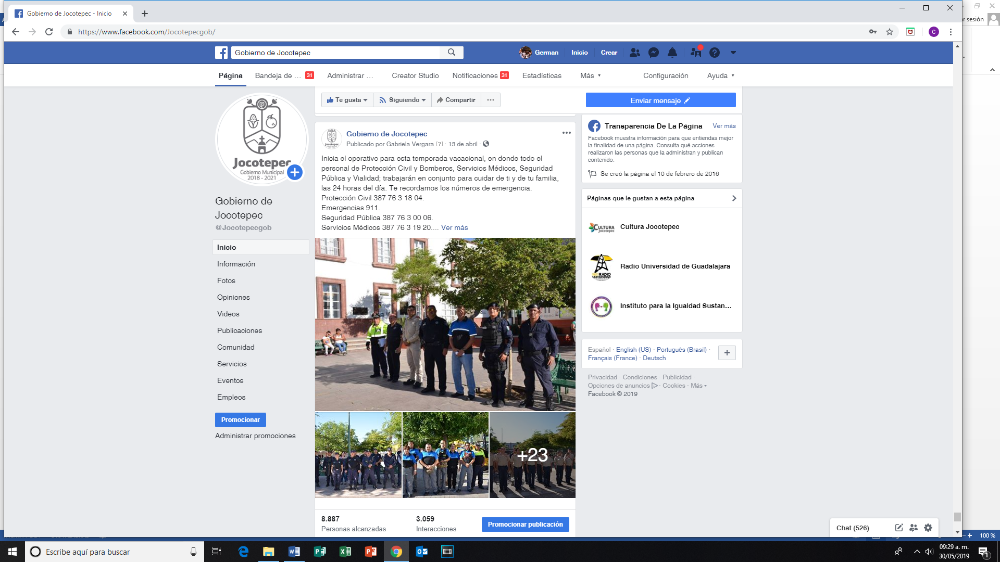 Gobierno de Jocotepec - Inicio
https://www.facebook.com/Jocotepecgob/
C
r sesión
Gobierno de Jocotepec
German
Inicio
Crear
Página
Bandeja de ... 31
Administrar ...
Creator Studio
Notificaciones 31
Estadísticas
Más
Configuración
Ayuda
Te gusta
Siguiendo
Compartir
Enviar mensaje
Jocotepec
Gobierno Municipal
2018 - 2021
Gobierno de
Jocotepec
@Jocotepecgob
Inicio
Información
Fotos
Opiniones
Videos
Publicaciones
Comunidad
Servicios
Eventos
Empleos
Promocionar
Administrar promociones
Gobierno de Jocotepec
Publicado por Gabriela Vergara [?] · 13 de abril ·
Inicia el operativo para esta temporada vacacional, en donde todo el
personal de Protección Civil y Bomberos, Servicios Médicos, Seguridad
Pública y Vialidad; trabajarán en conjunto para cuidar de ti y de tu familia,
las 24 horas del día. Te recordamos los números de emergencia.
Protección Civil 387 76 3 18 04.
Emergencias 911.
Seguridad Pública 387 76 3 00 06.
Servicios Médicos 387 76 3 19 20.... Ver más
+23
8.887
Personas alcanzadas
3.059
Interacciones
Promocionar publicación
Transparencia De La Página
Ver más
Facebook muestra información para que entiendas mejor
la finalidad de una página. Consulta qué acciones
realizaron las personas que la administran y publican
contenido.
Se creó la página el 10 de febrero de 2016
Páginas que le gustan a esta página
CULTURA
Jocotepec
Cultura Jocotepec
RADIO
Radio Universidad de Guadalajara
Instituto para la Igualdad Sustan...
Español · English (US) · Português (Brasil) ·
Français (France) · Deutsch
Privacidad · Condiciones · Publicidad ·
Opciones de anuncios · Cookies · Más
Facebook © 2019
Chat (526)
100 %
Escribe aquí para buscar
09:29 a. m.
30/05/2019
1